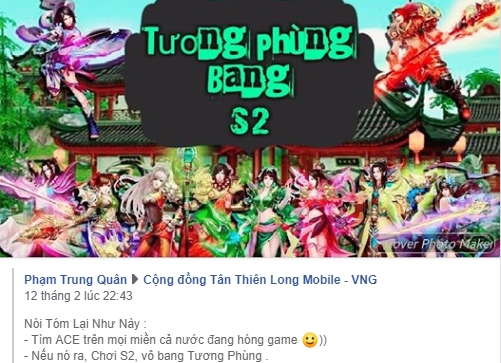 Tương phùng
Bang
S2
Cover Photo Maker
Phạm Trung Quân ▶ Cộng đồng Tân Thiên Long Mobile - VNG
12 tháng 2 lúc 22:43
Nói Tóm Lại Như Này :
- Tìm ACE trên mọi miền cả nước đang hóng game 😀))
- Nếu nó ra, Chơi S2, vô bang Tương Phùng .